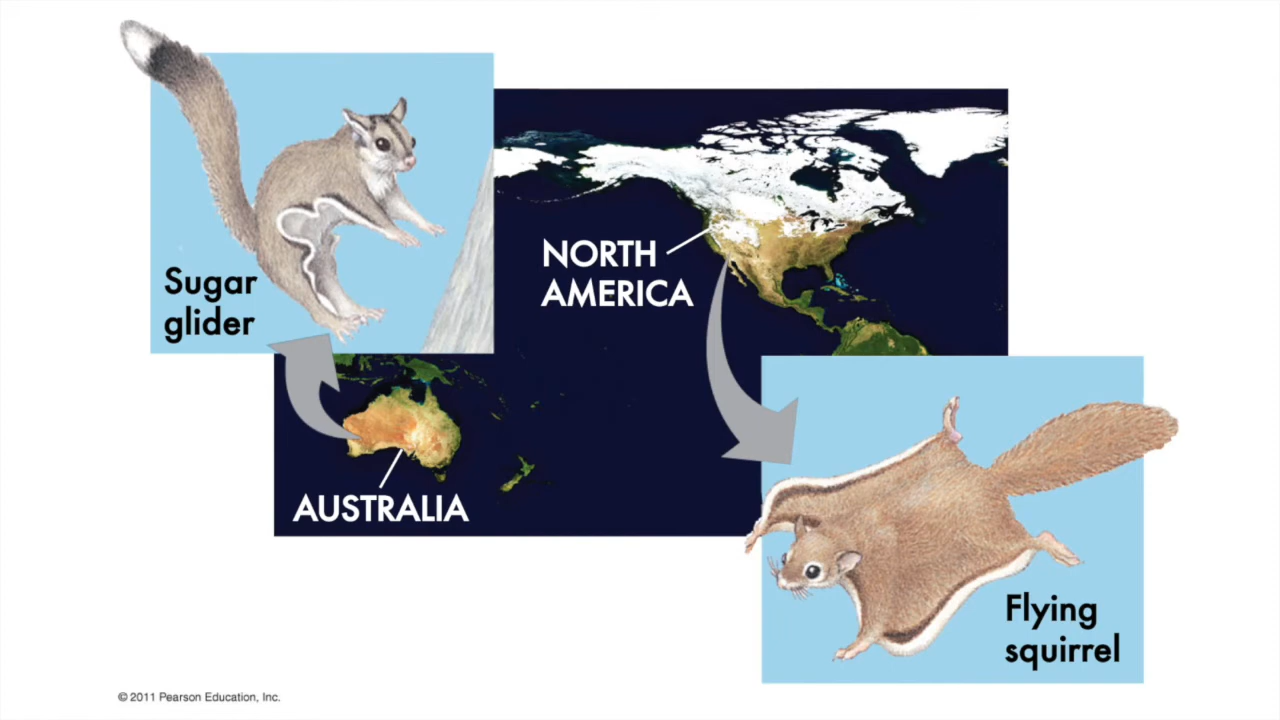 Sugar
glider
NORTH
AMERICA
AUSTRALIA
Flying
squirrel
© 2011 Pearson Education, Inc.